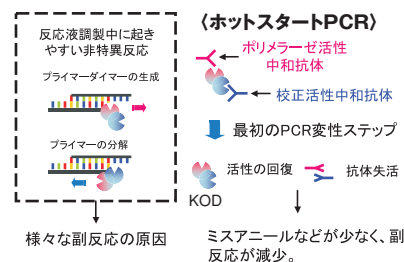 反応液調製中に起き
やすい非特異反応
プライマーダイマーの生成
プライマーの分解
様々な副反応の原因
〈ホットスタートPCR〉
ポリメラーゼ活性
中和抗体
校正活性中和抗体
最初のPCR変性ステップ
活性の回復
抗体失活
KOD
ミスアニールなどが少なく、副
反応が減少。